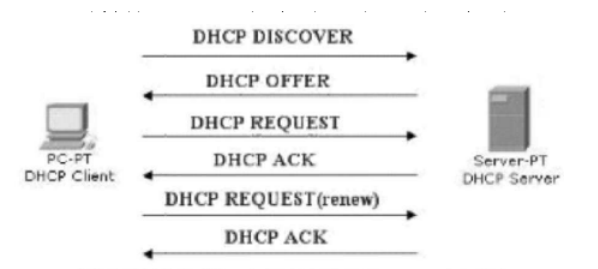 DHCP DISCOVER
DHCP OFFER
DHCP REQUEST
DHCP ACK
DHCP REQUEST(renew)
DHCP ACK
PC-PT
DHCP Client
Server-PT
DHCP Server